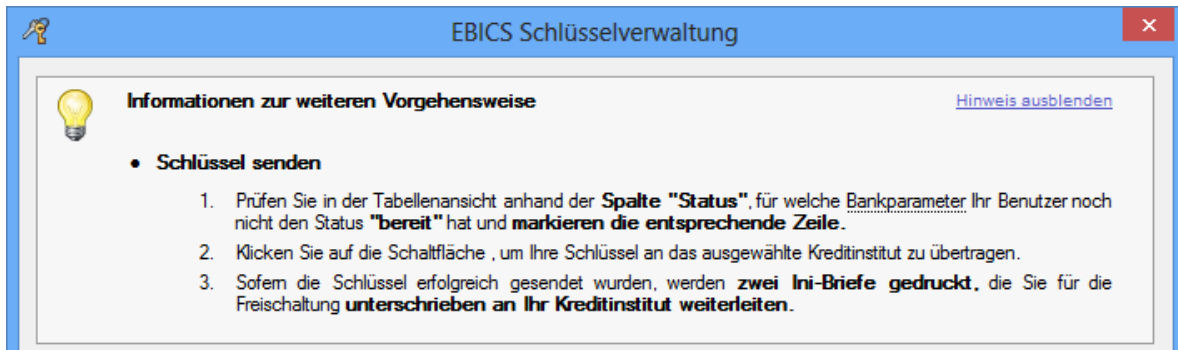 EBICS Schlüsselverwaltung
Informationen zur weiteren Vorgehensweise
Hinweis ausblenden
• Schlüssel senden
1. Prüfen Sie in der Tabellenansicht anhand der Spalte "Status", für welche Bankparameter Ihr Benutzer noch
nicht den Status "bereit" hat und markieren die entsprechende Zeile.
2. Klicken Sie auf die Schaltfläche , um Ihre Schlüssel an das ausgewählte Kreditinstitut zu übertragen.
3. Sofern die Schlüssel erfolgreich gesendet wurden, werden zwei Ini-Briefe gedruckt, die Sie für die
Freischaltung unterschrieben an Ihr Kreditinstitut weiterleiten.